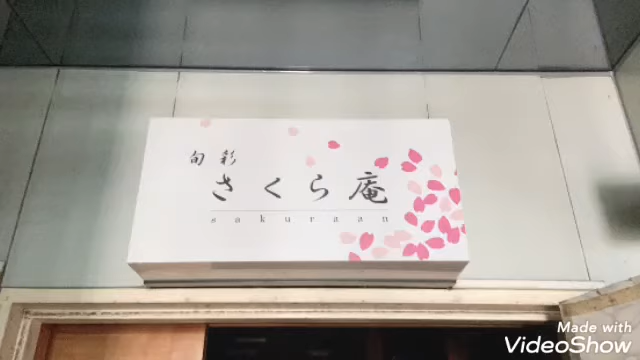 旬彩
さくら庵
sakuraan
Made with
VideoShow